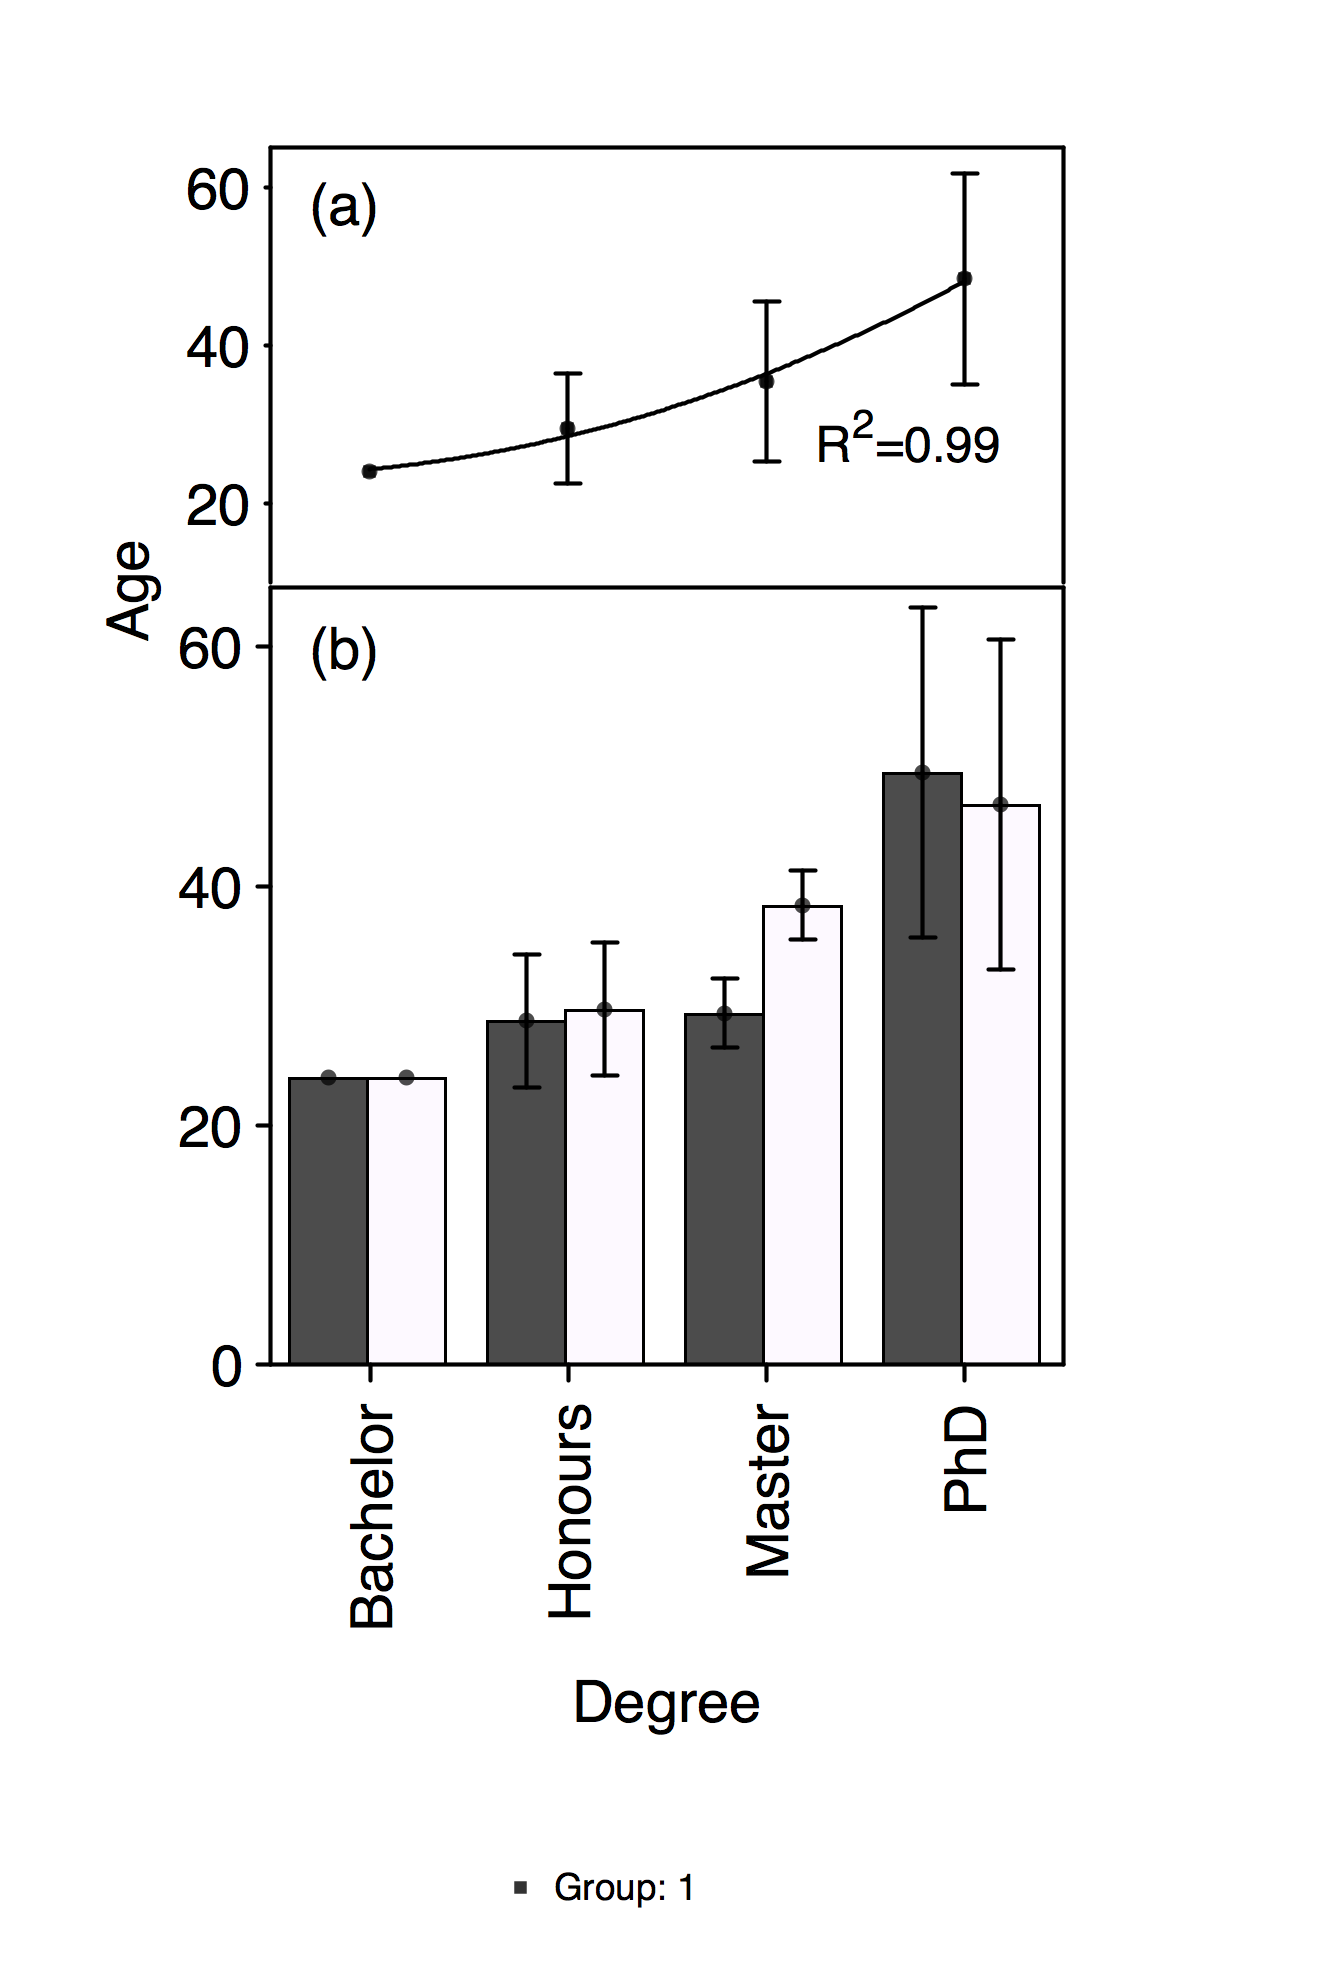 60
(a)
40
R²=0.99
20
Age
60
(b)
40
20
0
Bachelor
Honours
Master
PhD
Degree
Group: 1